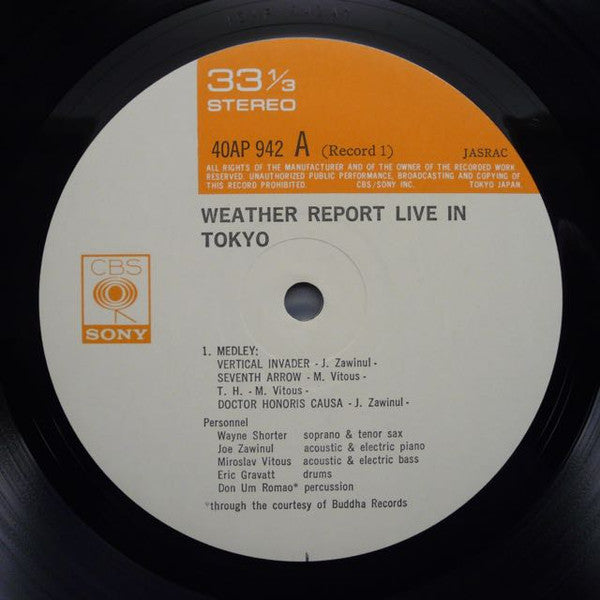 33 1/3
STEREO
40AP 942 A (Record 1) JASRAC
ALL RIGHTS OF THE MANUFACTURER AND OF THE OWNER OF THE RECORDED WORK
RESERVED. UNAUTHORIZED PUBLIC PERFORMANCE, BROADCASTING AND COPYING OF
THIS RECORD PROHIBITED. CBS/SONY INC. TOKYO JAPAN.
WEATHER REPORT LIVE IN
TOKYO
CBS
SONY
1. MEDLEY:
VERTICAL INVADER - J. Zawinul -
SEVENTH ARROW - M. Vitous -
T. H. - M. Vitous -
DOCTOR HONORIS CAUSA - J. Zawinul -
Personnel
Wayne Shorter soprano & tenor sax
Joe Zawinul acoustic & electric piano
Miroslav Vitous acoustic & electric bass
Eric Gravatt drums
Don Um Romao* percussion
*through the courtesy of Buddha Records